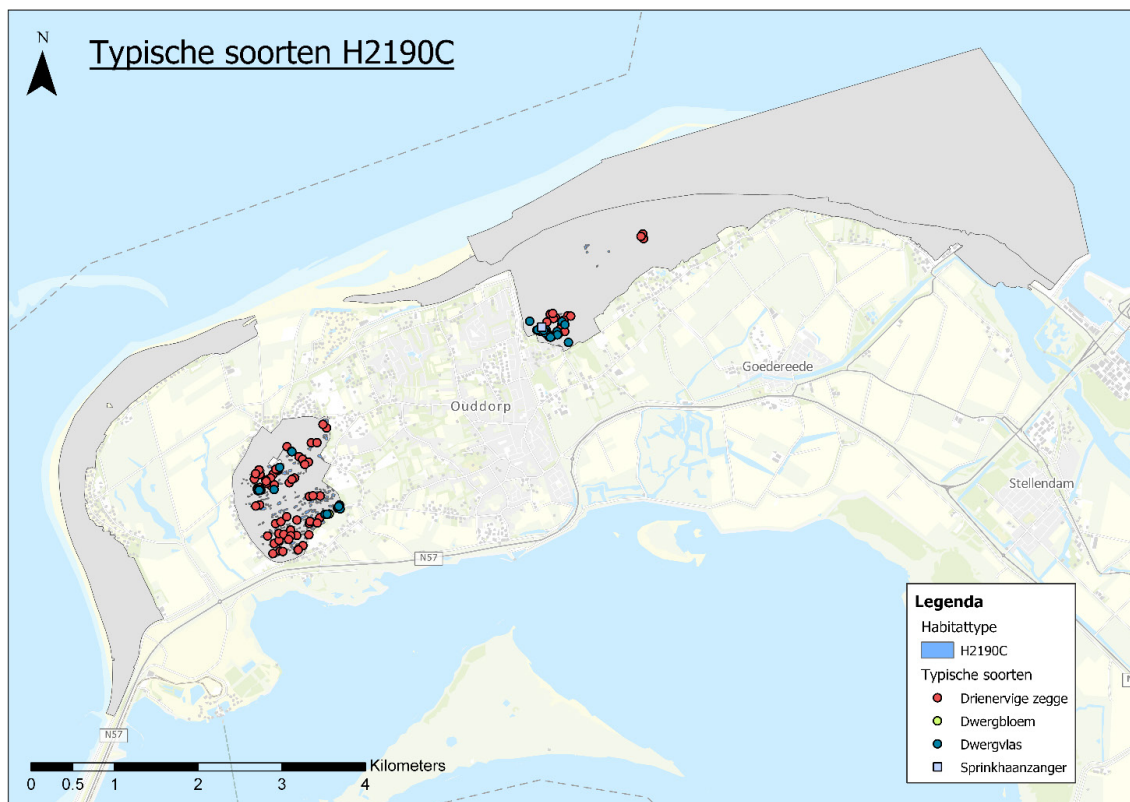 N
Typische soorten H2190C
Goedereede
Ouddorp
Stellendam
N57
N57
Legenda
Habitattype
H2190C
Typische soorten
Drienervige zegge
Dwergbloem
Dwergvlas
Sprinkhaanzanger
N
Kilometers
0 0.5 1 2 3 4